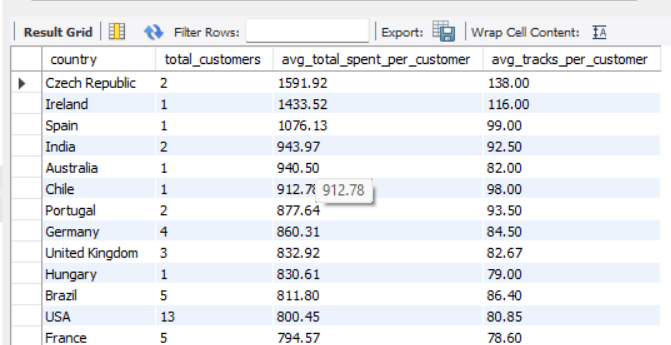 Result Grid Filter Rows: Export: Wrap Cell Content: IA
country total_customers avg_total_spent_per_customer avg_tracks_per_customer
Czech Republic 2 1591.92 138.00
Ireland 1 1433.52 116.00
Spain 1 1076.13 99.00
India 2 943.97 92.50
Australia 1 940.50 82.00
Chile 1 912.78 912.78 98.00
Portugal 2 877.64 93.50
Germany 4 860.31 84.50
United Kingdom 3 832.92 82.67
Hungary 1 830.61 79.00
Brazil 5 811.80 86.40
USA 13 800.45 80.85
France 5 794.57 78.60